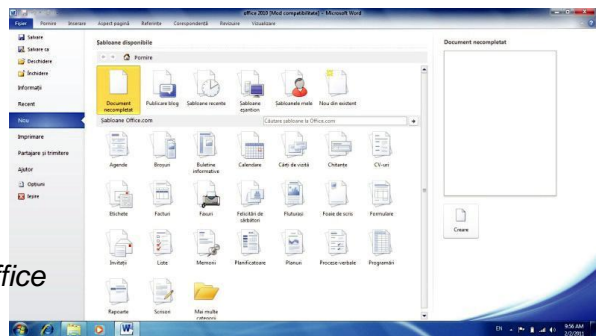 office 2010 [Mod compatibilitate] - Microsoft Word
Fișier Pornire Inserare Aspect pagină Referințe Corespondență Revizuire Vizualizare
Salvare
Salvare ca
Deschidere
Închidere
Informații
Recent
Nou
Imprimare
Partajare și trimitere
Ajutor
Opțiuni
Ieșire
Șabloane disponibile
Pornire
Document necompletat
Publicare blog
Șabloane recente
Șabloane eșantion
Șabloanele mele
Nou din existent
Șabloane Office.com
Căutare șabloane la Office.com
Agende
Broșuri
Buletine informative
Calendare
Cărți de vizită
Chitanțe
CV-uri
Etichete
Facturi
Faxuri
Felicitări de sărbători
Fluturași
Foaie de scris
Formulare
Invitații
Liste
Memorii
Planificatoare
Planuri
Procese-verbale
Programări
Rapoarte
Scrisori
Mai multe categorii
Document necompletat
Creare
ffice
EN
9:56 AM
2/2/2011